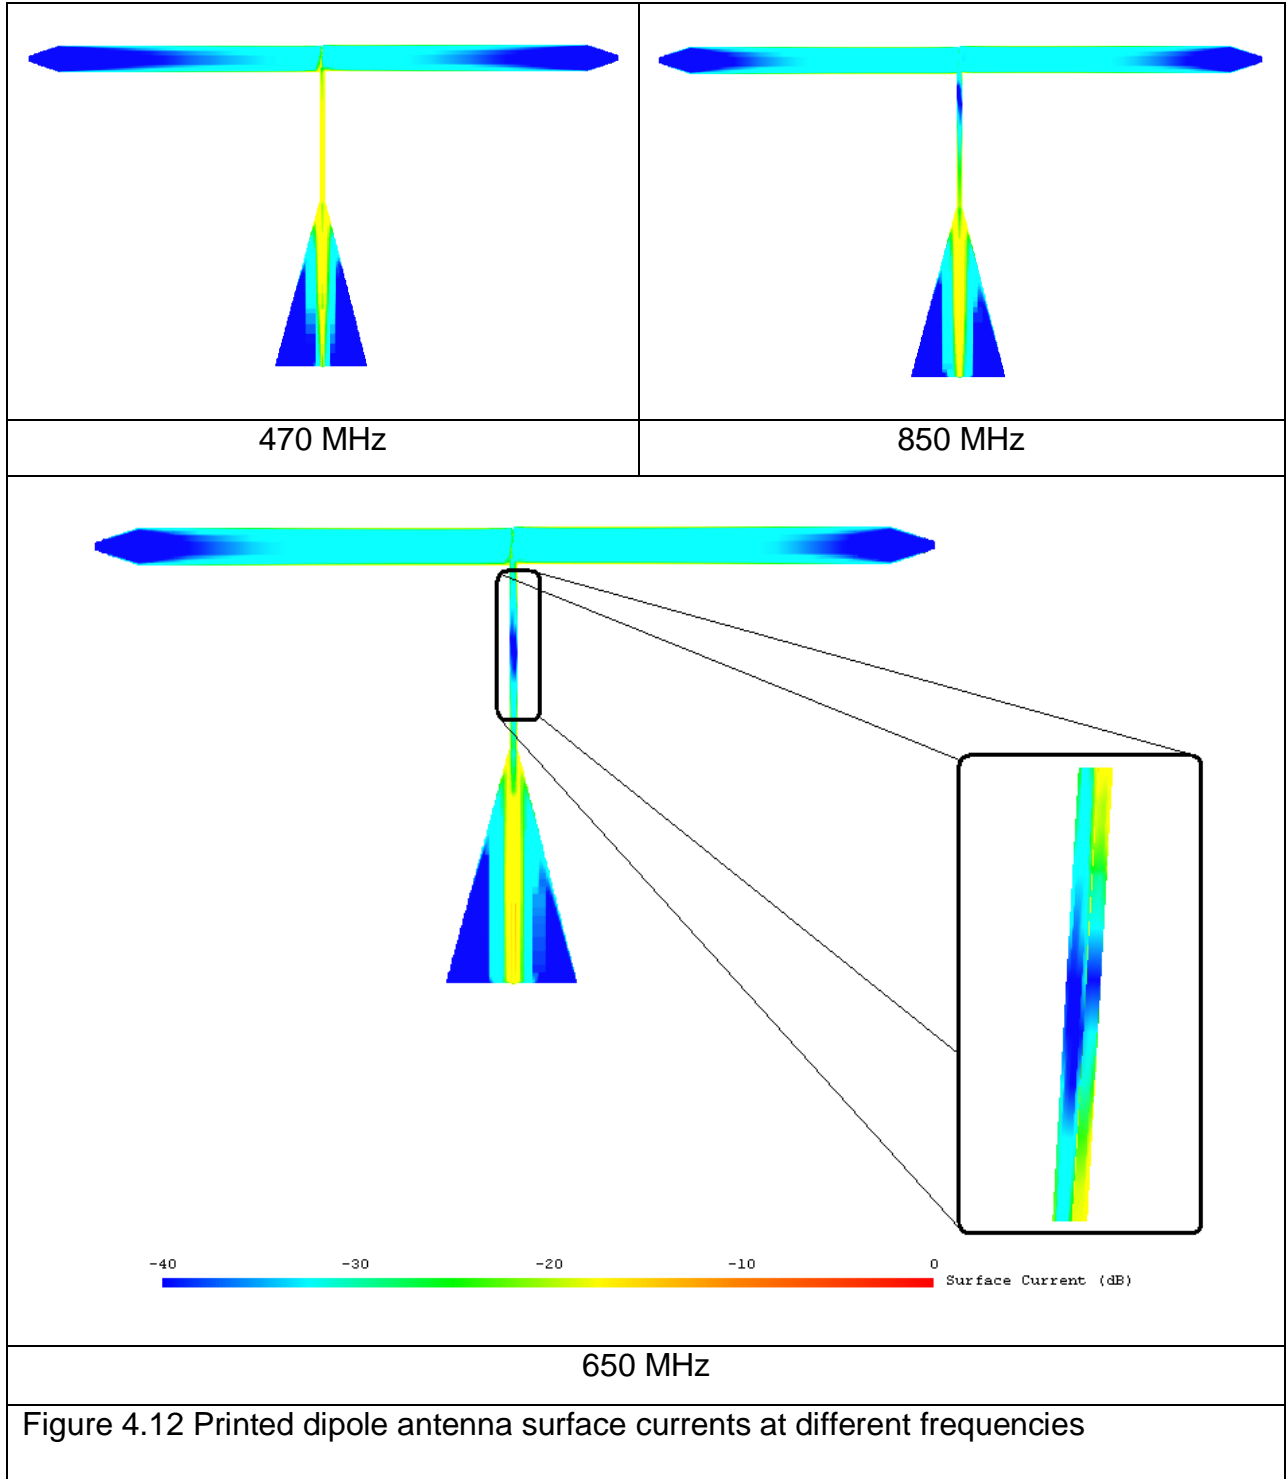 470 MHz
850 MHz
-40 -30 -20 -10 0
Surface Current (dB)
650 MHz
Figure 4.12 Printed dipole antenna surface currents at different frequencies